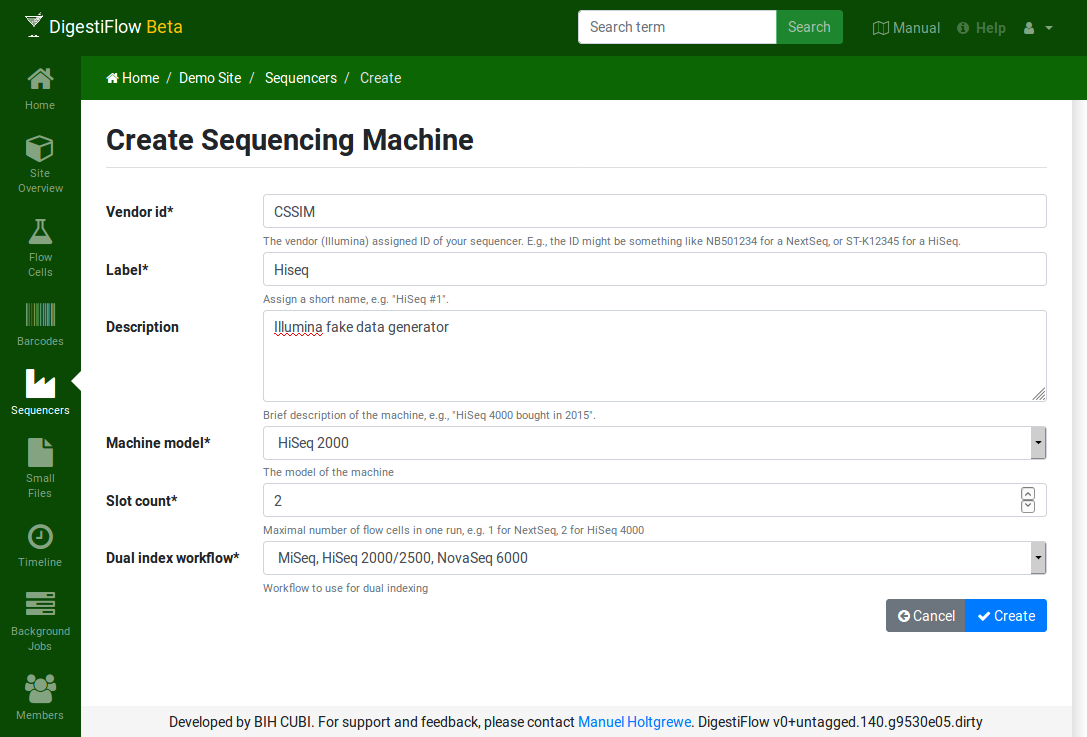 DigestiFlow Beta
Search term
Search
Manual
Help
Home / Demo Site / Sequencers / Create
Home
Site
Overview
Flow
Cells
Barcodes
Sequencers
Small
Files
Timeline
Background
Jobs
Members
Create Sequencing Machine
Vendor id*
CSSIM
The vendor (Illumina) assigned ID of your sequencer. E.g., the ID might be something like NB501234 for a NextSeq, or ST-K12345 for a HiSeq.
Label*
Hiseq
Assign a short name, e.g. "HiSeq #1".
Description
Illumina fake data generator
Brief description of the machine, e.g., "HiSeq 4000 bought in 2015".
Machine model*
HiSeq 2000
The model of the machine
Slot count*
2
Maximal number of flow cells in one run, e.g. 1 for NextSeq, 2 for HiSeq 4000
Dual index workflow*
MiSeq, HiSeq 2000/2500, NovaSeq 6000
Workflow to use for dual indexing
Cancel
Create
Developed by BIH CUBI. For support and feedback, please contact Manuel Holtgrewe. DigestiFlow v0+untagged.140.g9530e05.dirty